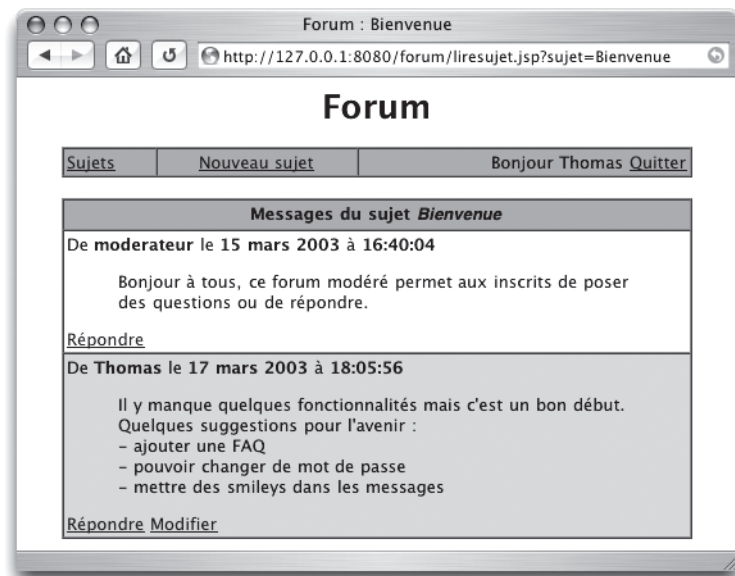 Forum : Bienvenue
http://127.0.0.1:8080/forum/liresujet.jsp?sujet=Bienvenue
Forum
Sujets Nouveau sujet Bonjour Thomas Quitter
Messages du sujet Bienvenue
De moderateur le 15 mars 2003 à 16:40:04
Bonjour à tous, ce forum modéré permet aux inscrits de poser
des questions ou de répondre.
Répondre
De Thomas le 17 mars 2003 à 18:05:56
Il y manque quelques fonctionnalités mais c'est un bon début.
Quelques suggestions pour l'avenir :
– ajouter une FAQ
– pouvoir changer de mot de passe
– mettre des smileys dans les messages
Répondre Modifier